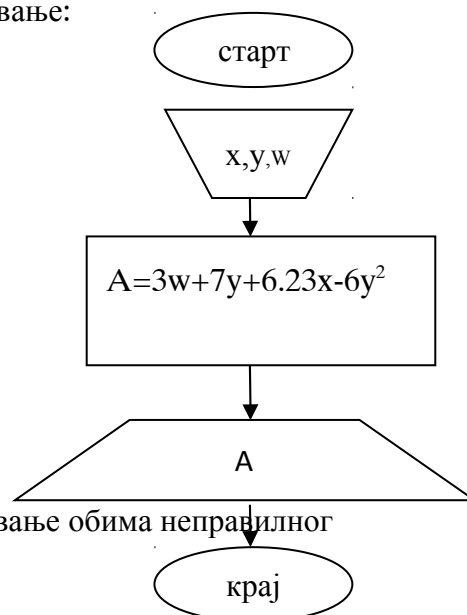 вање:
старт
x,y,w
A=3w+7y+6.23x-6y²
A
вање обима неправилног
крај